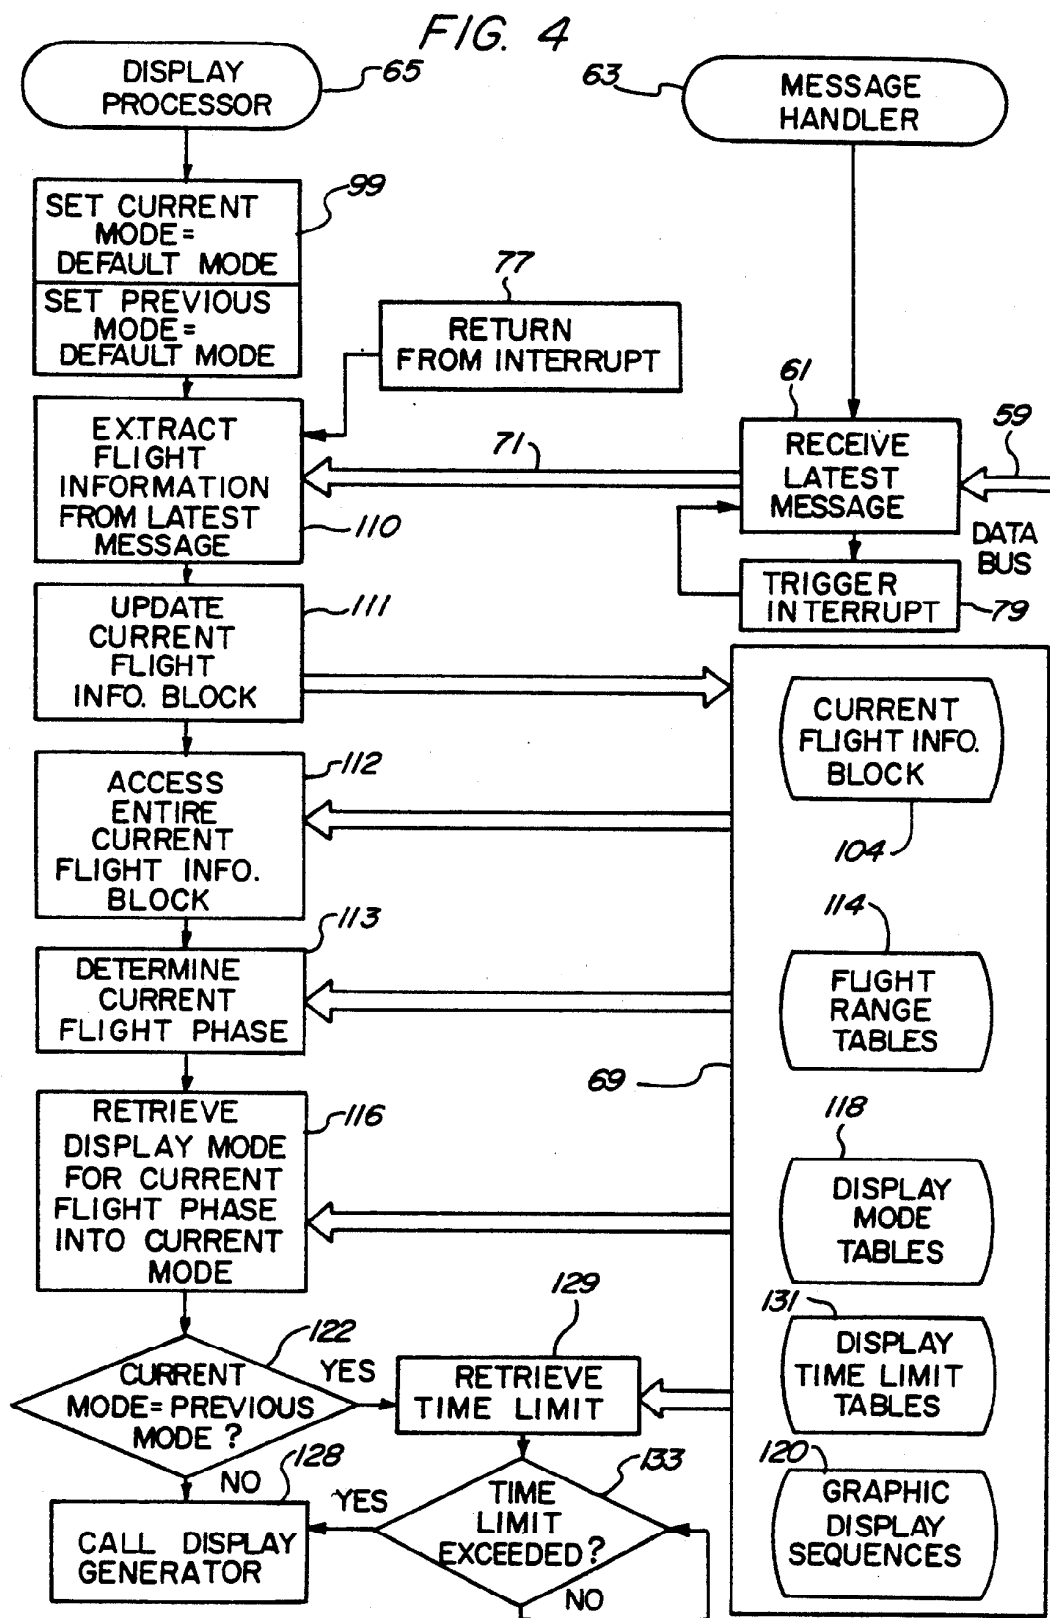 FIG. 4
DISPLAY
PROCESSOR
65
63
MESSAGE
HANDLER
SET CURRENT
MODE=
DEFAULT MODE
99
SET PREVIOUS
MODE=
DEFAULT MODE
77
RETURN
FROM INTERRUPT
EXTRACT
FLIGHT
INFORMATION
FROM LATEST
MESSAGE
110
71
61
RECEIVE
LATEST
MESSAGE
59
DATA
BUS
TRIGGER
INTERRUPT
79
UPDATE
CURRENT
FLIGHT
INFO. BLOCK
111
CURRENT
FLIGHT INFO.
BLOCK
104
ACCESS
ENTIRE
CURRENT
FLIGHT INFO.
BLOCK
112
114
FLIGHT
RANGE
TABLES
DETERMINE
CURRENT
FLIGHT PHASE
113
69
RETRIEVE
DISPLAY MODE
FOR CURRENT
FLIGHT PHASE
INTO CURRENT
MODE
116
118
DISPLAY
MODE
TABLES
CURRENT
MODE=PREVIOUS
MODE?
122
YES
NO
129
RETRIEVE
TIME LIMIT
131
DISPLAY
TIME LIMIT
TABLES
128
CALL DISPLAY
GENERATOR
YES
TIME
LIMIT
EXCEEDED?
133
NO
120
GRAPHIC
DISPLAY
SEQUENCES